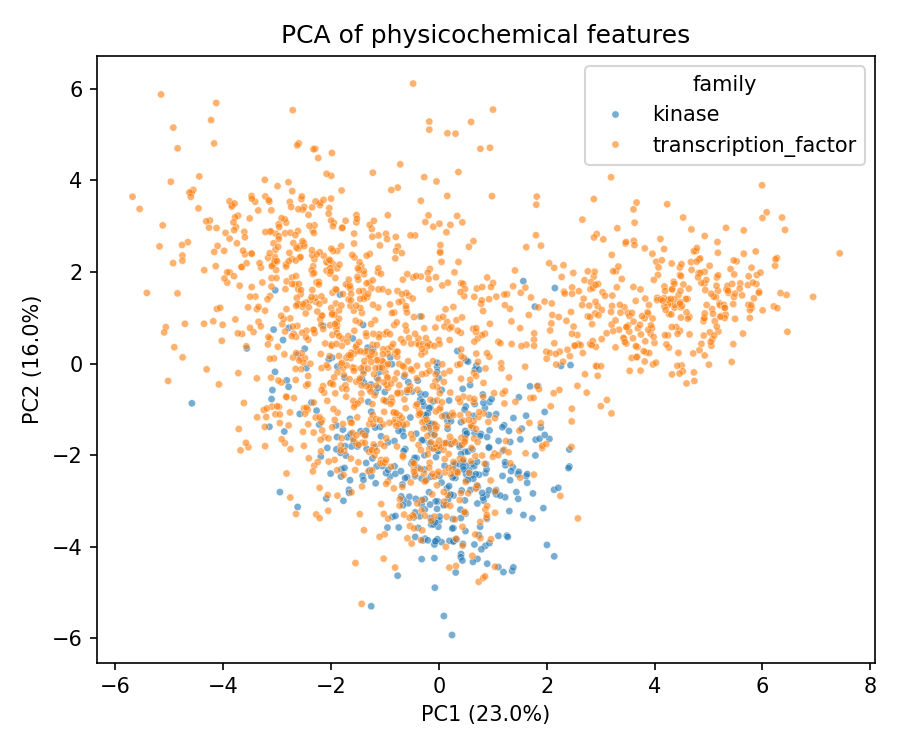 PCA of physicochemical features
family
kinase
transcription_factor
6
4
2
0
−2
−4
−6
PC2 (16.0%)
−6
−4
−2
0
2
4
6
8
PC1 (23.0%)